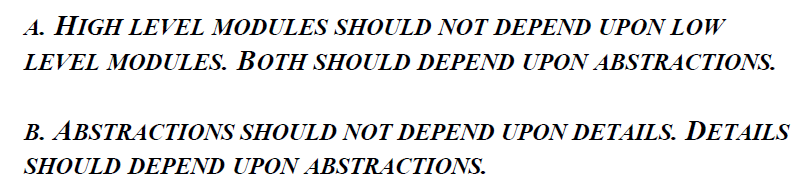 A. HIGH LEVEL MODULES SHOULD NOT DEPEND UPON LOW
LEVEL MODULES. BOTH SHOULD DEPEND UPON ABSTRACTIONS.
B. ABSTRACTIONS SHOULD NOT DEPEND UPON DETAILS. DETAILS
SHOULD DEPEND UPON ABSTRACTIONS.